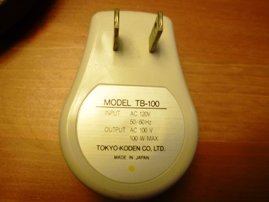 MODEL TB-100
INPUT AC 120V
50/60Hz
OUTPUT AC 100 V
100 W MAX
TOKYO-KODEN CO., LTD.
MADE IN JAPAN